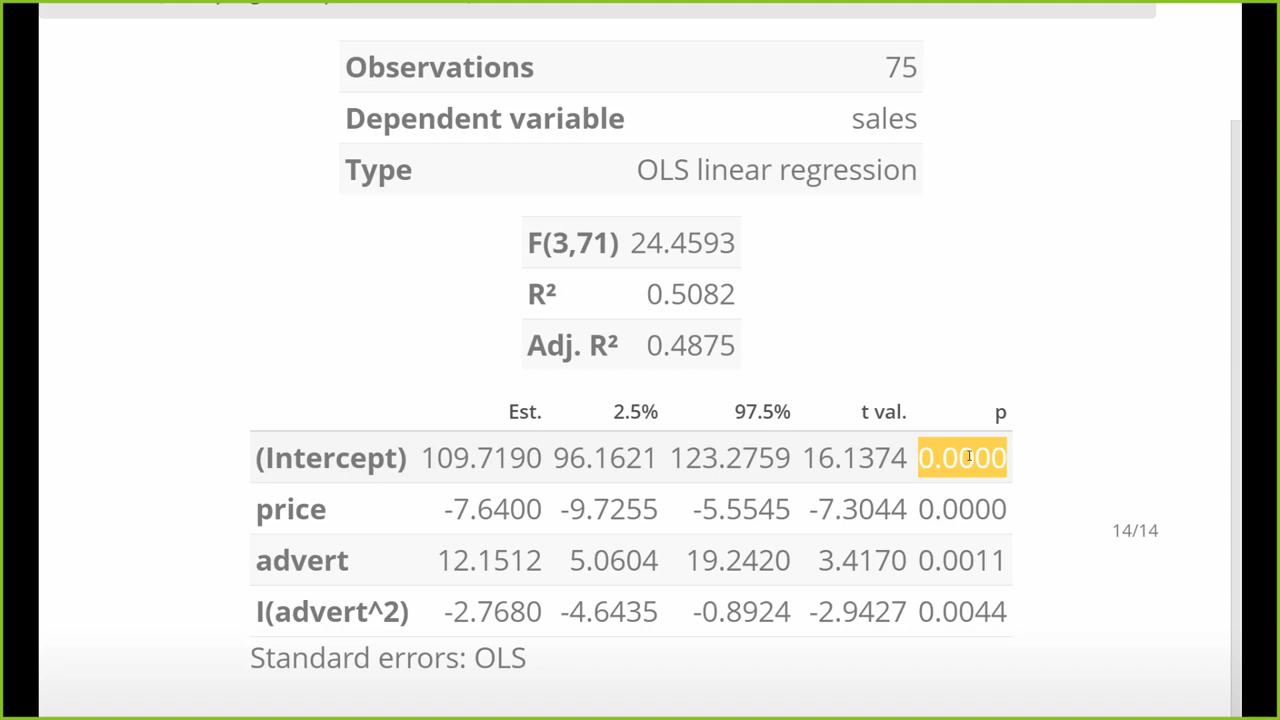 Observations 75
Dependent variable sales
Type OLS linear regression
F(3,71) 24.4593
R² 0.5082
Adj. R² 0.4875
Est. 2.5% 97.5% t val. p
(Intercept) 109.7190 96.1621 123.2759 16.1374 0.0000
price -7.6400 -9.7255 -5.5545 -7.3044 0.0000
14/14
advert 12.1512 5.0604 19.2420 3.4170 0.0011
I(advert^2) -2.7680 -4.6435 -0.8924 -2.9427 0.0044
Standard errors: OLS